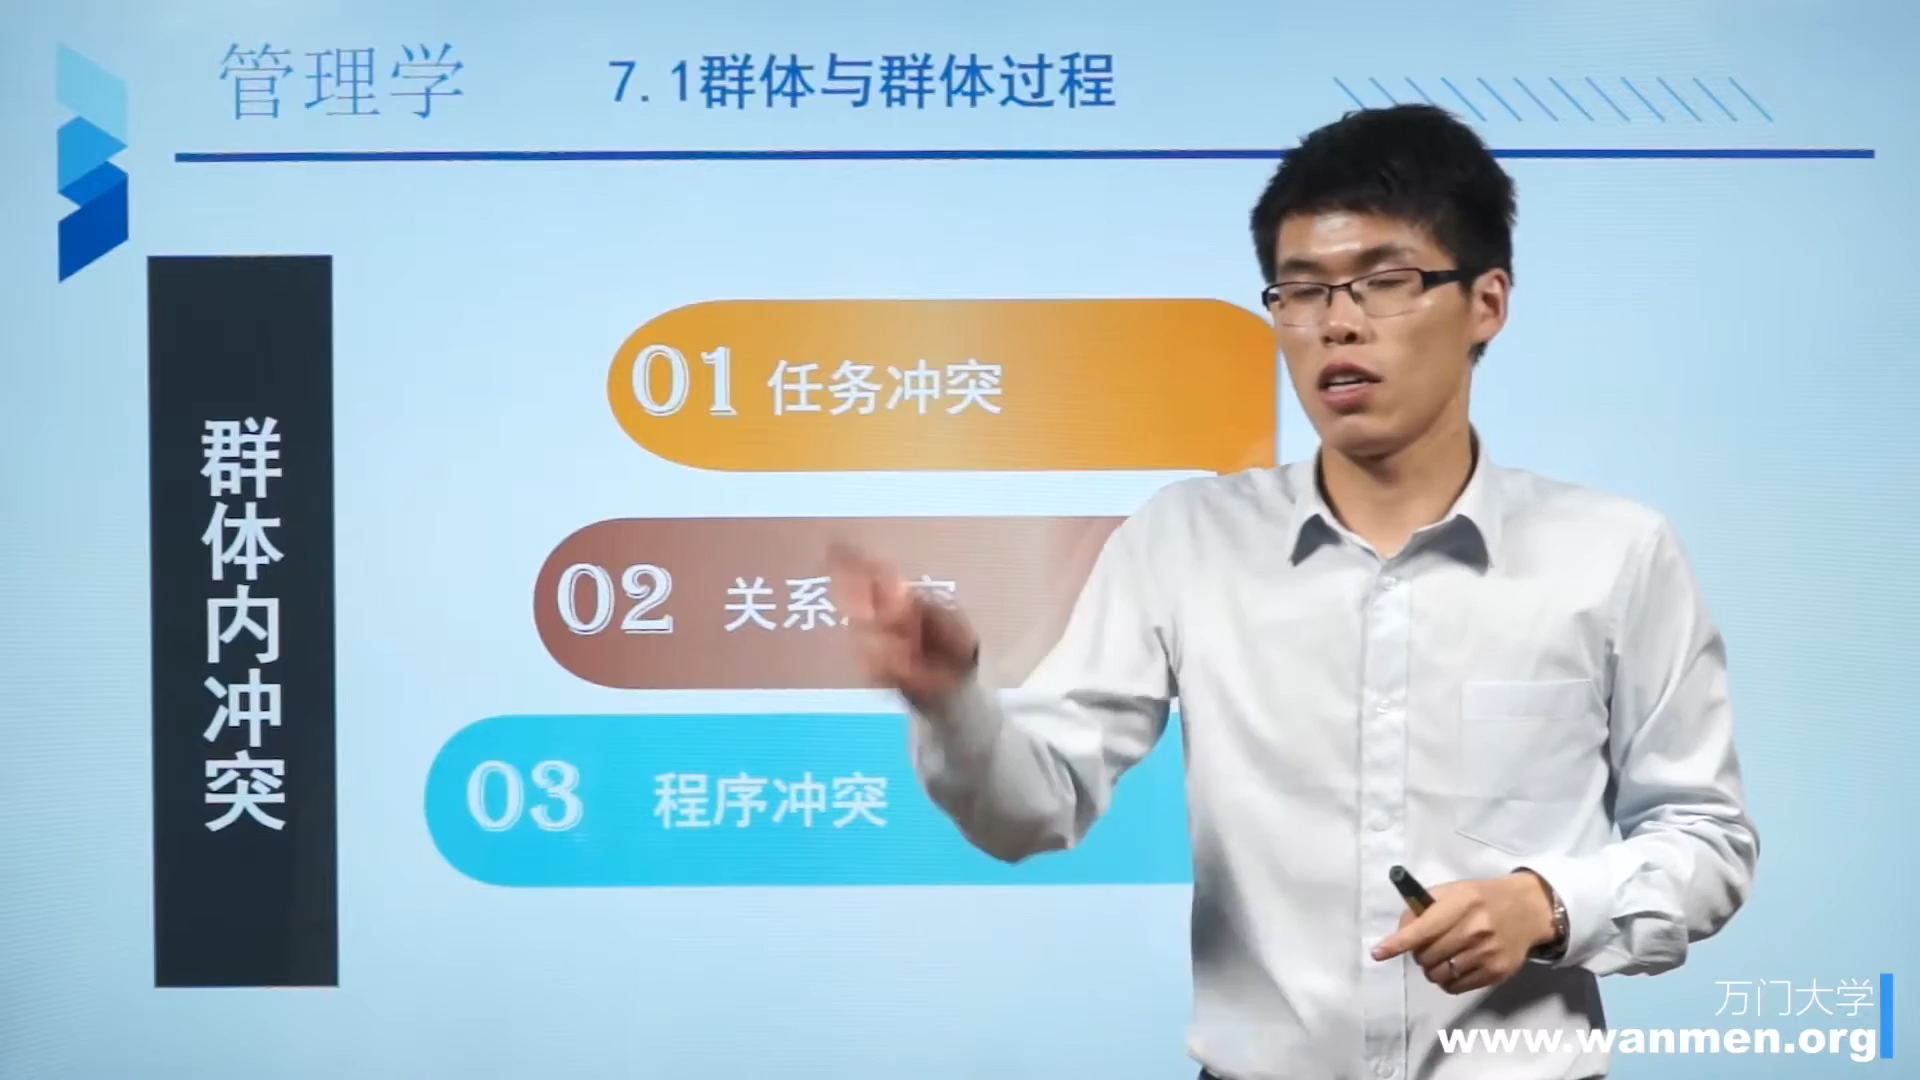 管理学
7.1群体与群体过程
群体内冲突
01 任务冲突
02 关系 突
03 程序冲突
万门大学
www.wanmen.org